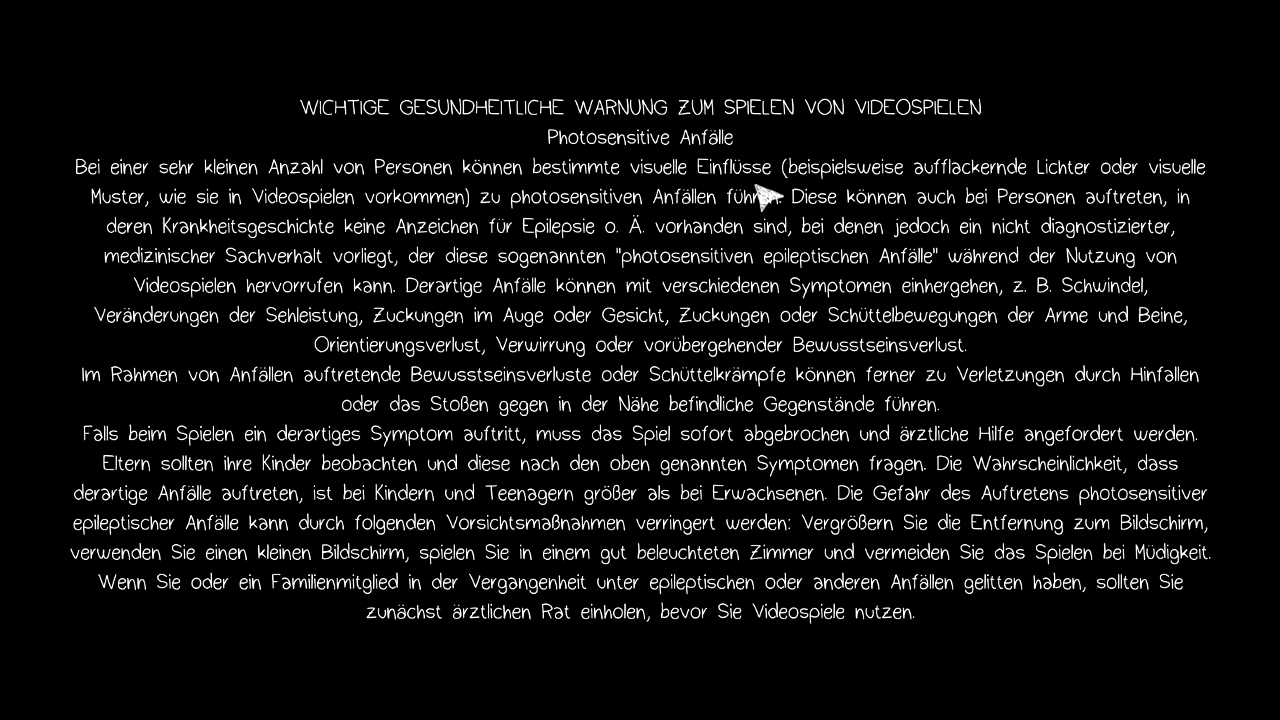 WICHTIGE GESUNDHEITLICHE WARNUNG ZUM SPIELEN VON VIDEOSPIELEN
Photosensitive Anfälle
Bei einer sehr kleinen Anzahl von Personen können bestimmte visuelle Einflüsse (beispielsweise aufflackernde Lichter oder visuelle
Muster, wie sie in Videospielen vorkommen) zu photosensitiven Anfällen führen. Diese können auch bei Personen auftreten, in
deren Krankheitsgeschichte keine Anzeichen für Epilepsie o. Ä. vorhanden sind, bei denen jedoch ein nicht diagnostizierter,
medizinischer Sachverhalt vorliegt, der diese sogenannten "photosensitiven epileptischen Anfälle" während der Nutzung von
Videospielen hervorrufen kann. Derartige Anfälle können mit verschiedenen Symptomen einhergehen, z. B. Schwindel,
Veränderungen der Sehleistung, Zuckungen im Auge oder Gesicht, Zuckungen oder Schüttelbewegungen der Arme und Beine,
Orientierungsverlust, Verwirrung oder vorübergehender Bewusstseinsverlust.
Im Rahmen von Anfällen auftretende Bewusstseinsverluste oder Schüttelkrämpfe können ferner zu Verletzungen durch Hinfallen
oder das Stoßen gegen in der Nähe befindliche Gegenstände führen.
Falls beim Spielen ein derartiges Symptom auftritt, muss das Spiel sofort abgebrochen und ärztliche Hilfe angefordert werden.
Eltern sollten ihre Kinder beobachten und diese nach den oben genannten Symptomen fragen. Die Wahrscheinlichkeit, dass
derartige Anfälle auftreten, ist bei Kindern und Teenagern größer als bei Erwachsenen. Die Gefahr des Auftretens photosensitiver
epileptischer Anfälle kann durch folgenden Vorsichtsmaßnahmen verringert werden: Vergrößern Sie die Entfernung zum Bildschirm,
verwenden Sie einen kleinen Bildschirm, spielen Sie in einem gut beleuchteten Zimmer und vermeiden Sie das Spielen bei Müdigkeit.
Wenn Sie oder ein Familienmitglied in der Vergangenheit unter epileptischen oder anderen Anfällen gelitten haben, sollten Sie
zunächst ärztlichen Rat einholen, bevor Sie Videospiele nutzen.